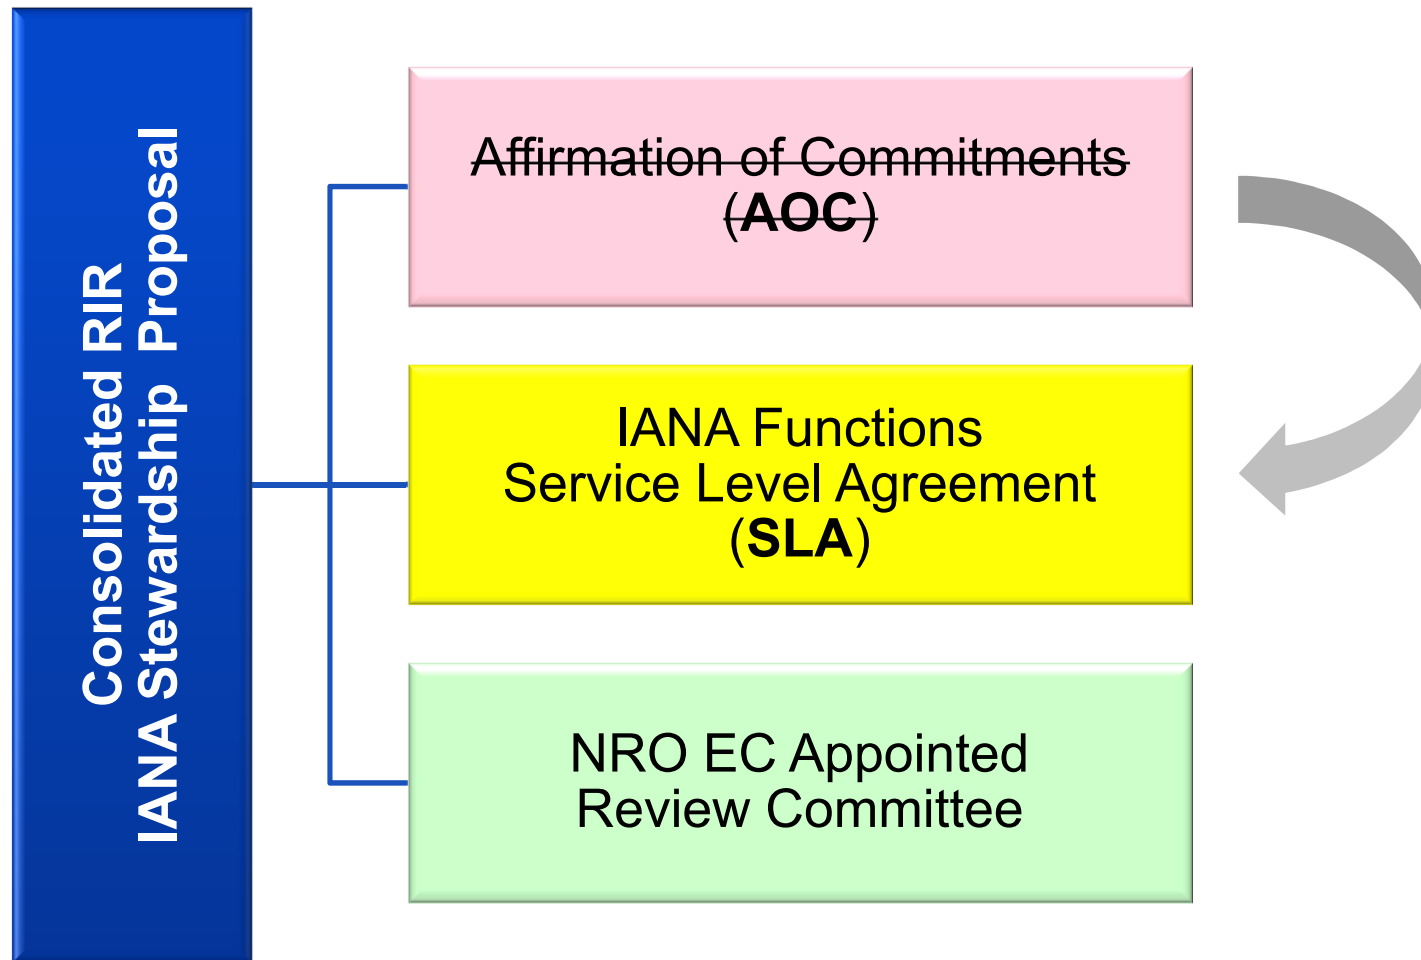 Consolidated RIR
IANA Stewardship Proposal
Affirmation of Commitments
(AOC)
IANA Functions
Service Level Agreement
(SLA)
NRO EC Appointed
Review Committee